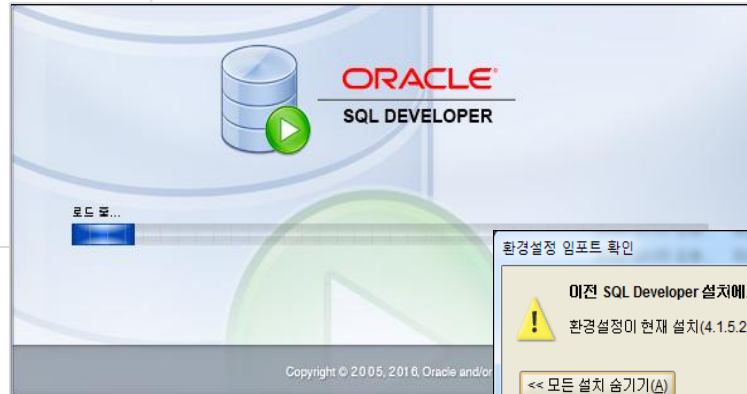 ORACLE
SQL DEVELOPER
로드 중...
환경설정 임포트 확인
이전 SQL Developer 설치에
환경설정이 현재 설치(4.1.5.2
Copyright © 2005, 2016, Oracle and/or
<< 모든 설치 숨기기(A)